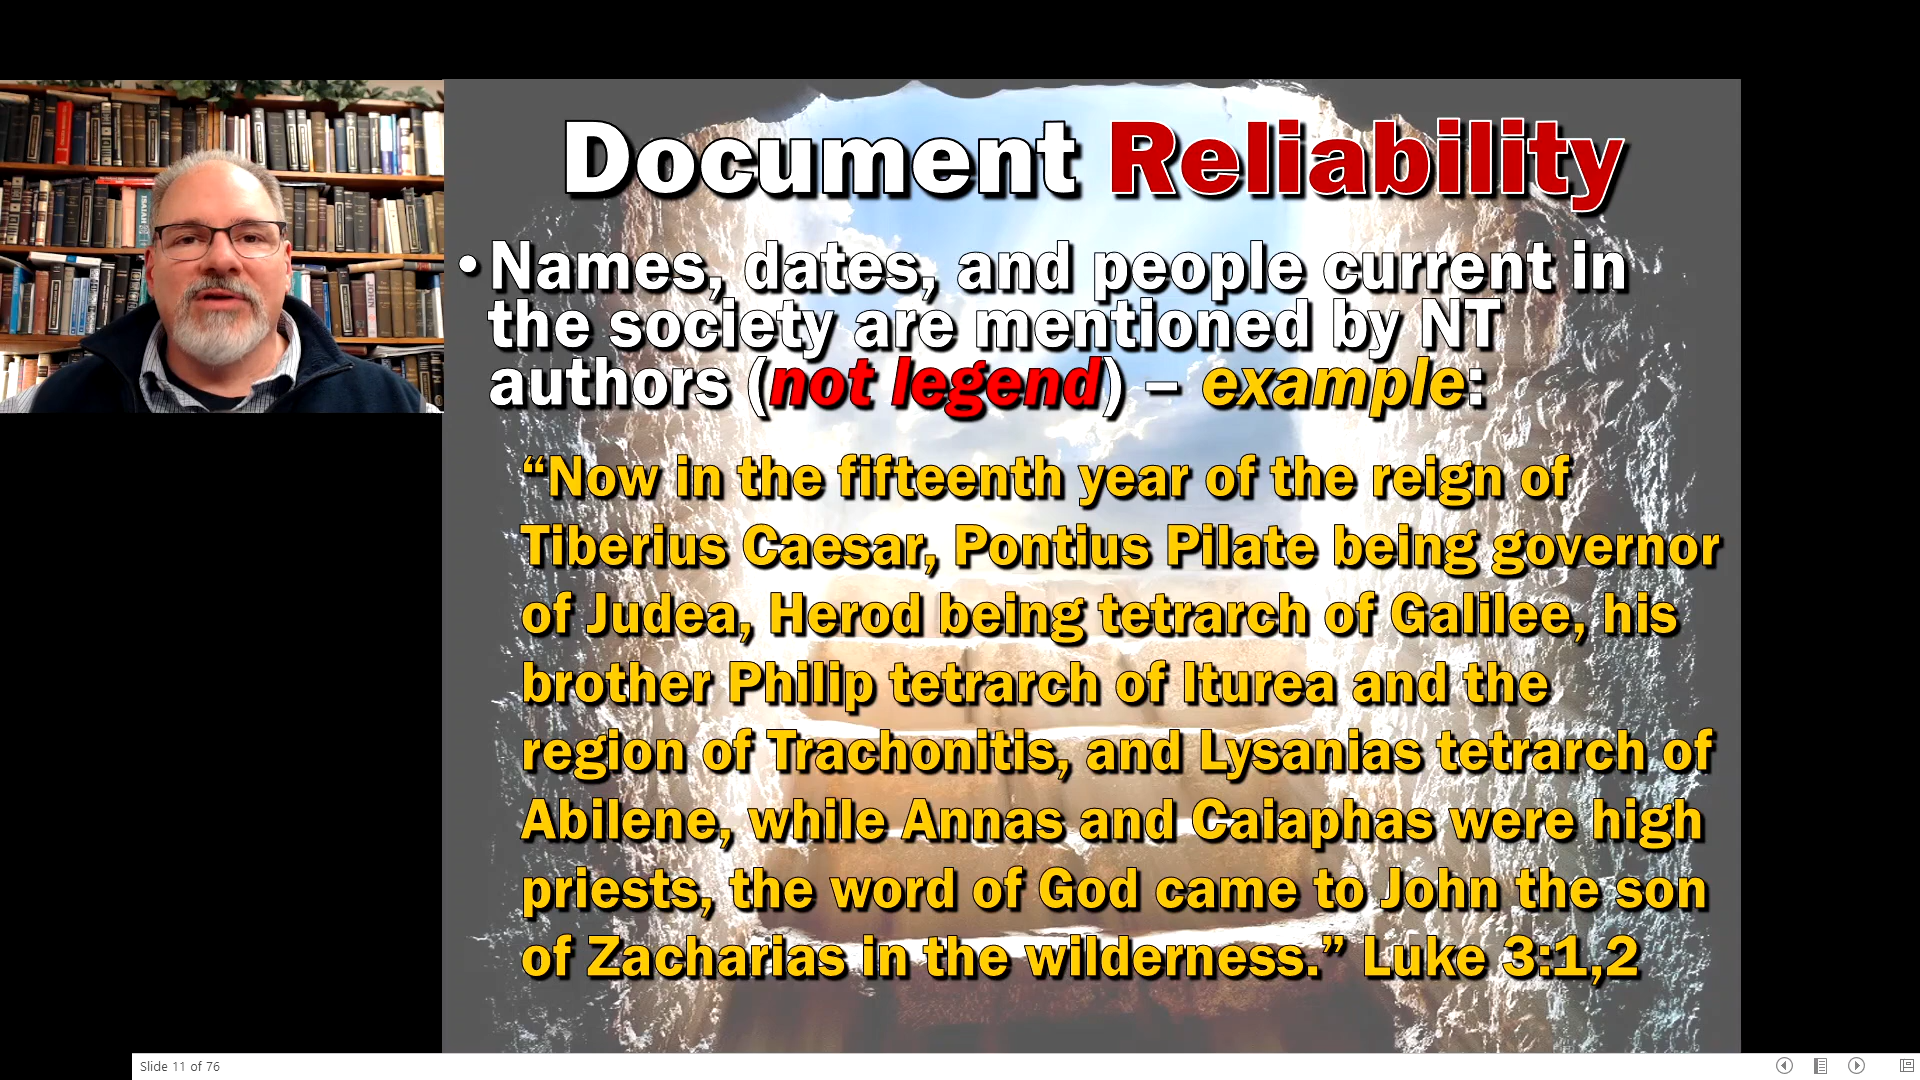 Document Reliability
• Names, dates, and people current in
the society are mentioned by NT
authors (not legend) – example:
“Now in the fifteenth year of the reign of
Tiberius Caesar, Pontius Pilate being governor
of Judea, Herod being tetrarch of Galilee, his
brother Philip tetrarch of Iturea and the
region of Trachonitis, and Lysanias tetrarch of
Abilene, while Annas and Caiaphas were high
priests, the word of God came to John the son
of Zacharias in the wilderness.” Luke 3:1,2
ISAIAH
JOHN
Slide 11 of 76